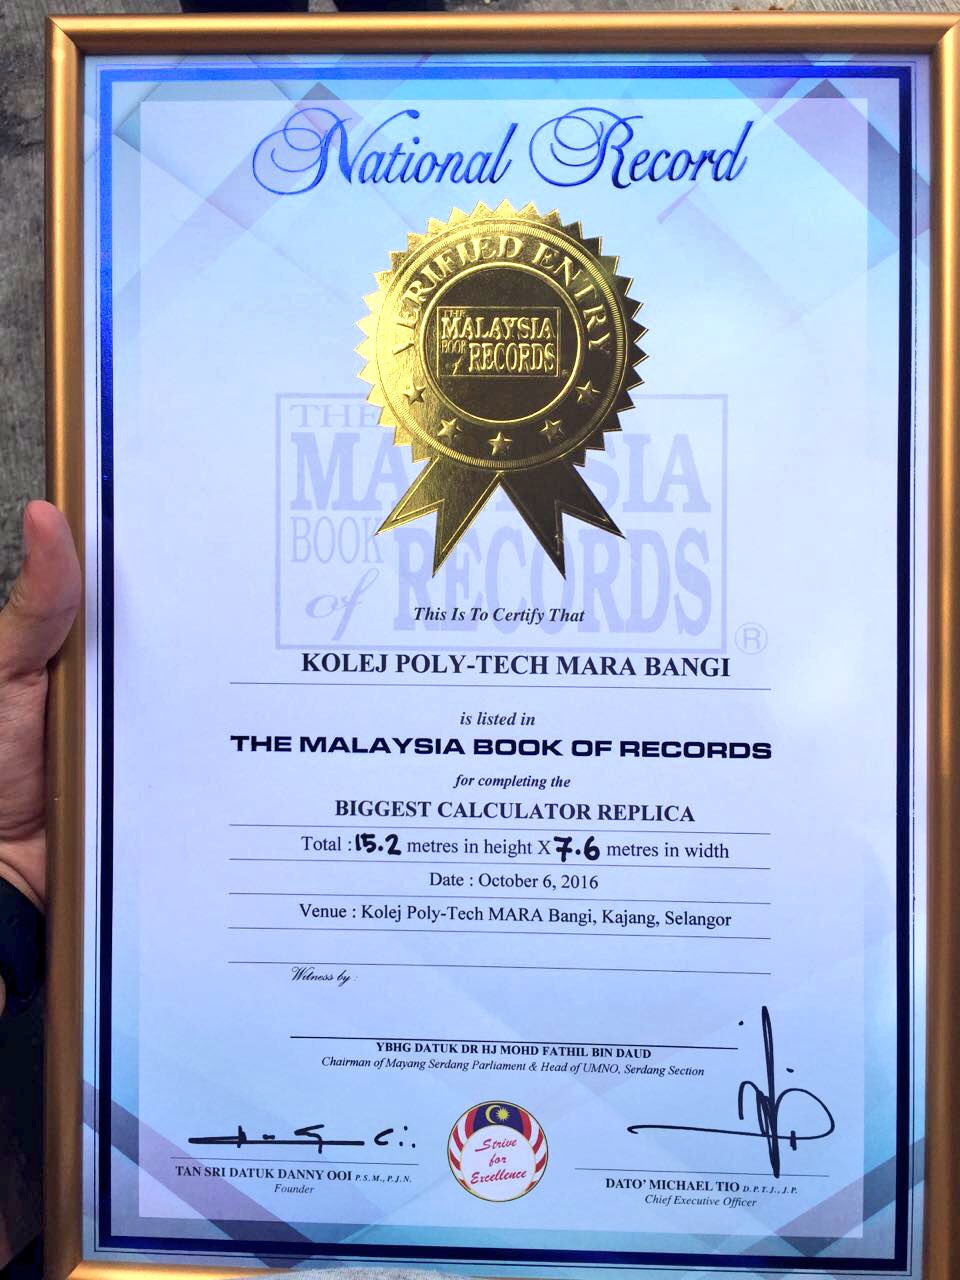 National Record
VERIFIED ENTRY
THE
MALAYSIA
BOOK
of RECORDS
THE
MALAYSIA
BOOK
of RECORDS
®
This Is To Certify That
KOLEJ POLY-TECH MARA BANGI
is listed in
THE MALAYSIA BOOK OF RECORDS
for completing the
BIGGEST CALCULATOR REPLICA
Total : 15.2 metres in height X 7.6 metres in width
Date : October 6, 2016
Venue : Kolej Poly-Tech MARA Bangi, Kajang, Selangor
Witness by :
YBHG DATUK DR HJ MOHD FATHIL BIN DAUD
Chairman of Mayang Serdang Parliament & Head of UMNO, Serdang Section
TAN SRI DATUK DANNY OOI P.S.M., P.J.N.
Founder
Strive
for
Excellence
DATO' MICHAEL TIO D.P.T.J., J.P.
Chief Executive Officer